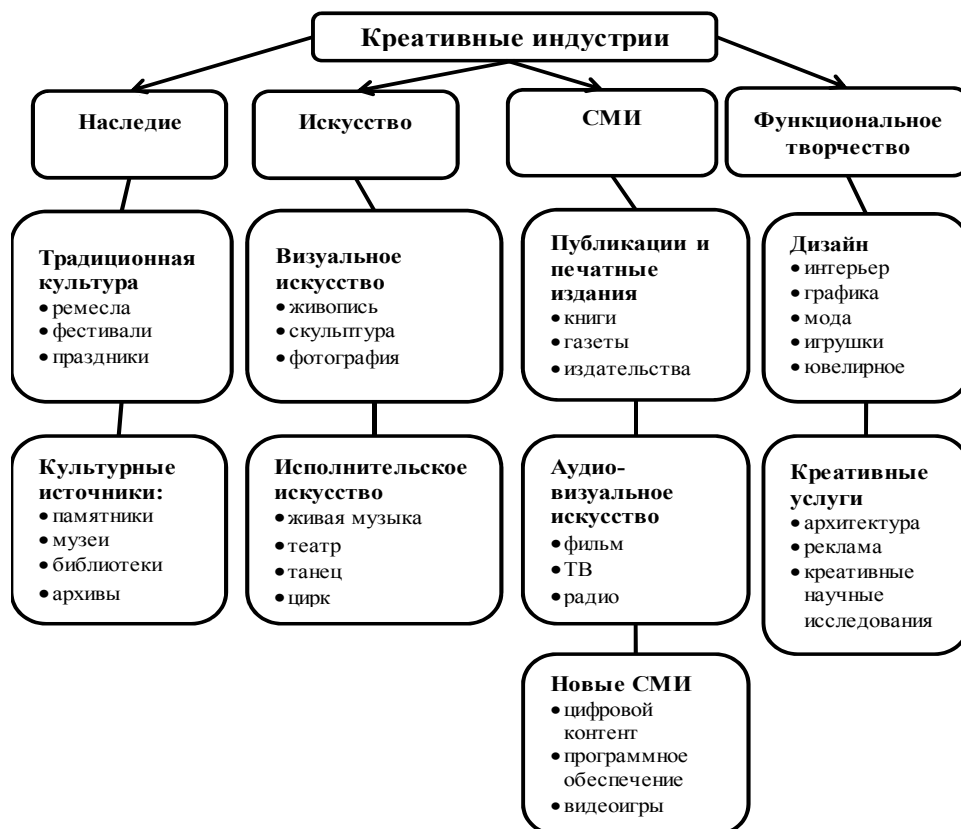 Креативные индустрии
Наследие
Искусство
СМИ
Функциональное
творчество
Традиционная
культура
• ремесла
• фестивали
• праздники
Визуальное
искусство
• живопись
• скульптура
• фотография
Публикации и
печатные
издания
• книги
• газеты
• издательства
Дизайн
• интерьер
• графика
• мода
• игрушки
• ювелирное
Культурные
источники:
• памятники
• музеи
• библиотеки
• архивы
Исполнительское
искусство
• живая музыка
• театр
• танец
• цирк
Аудио-
визуальное
искусство
• фильм
• ТВ
• радио
Креативные
услуги
• архитектура
• реклама
• креативные
научные
исследования
Новые СМИ
• цифровой
контент
• программное
обеспечение
• видеоигры